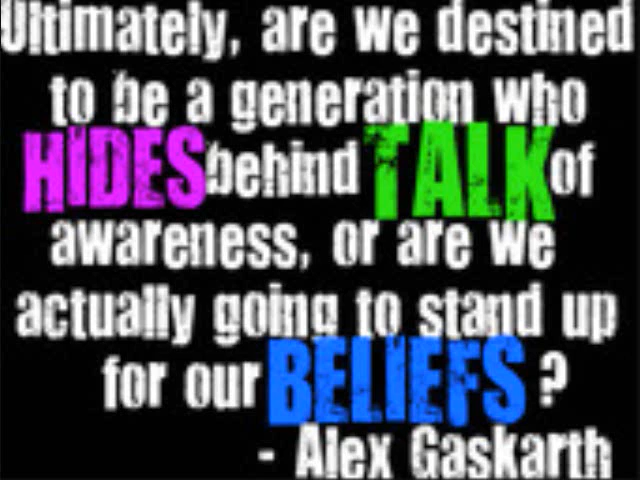 Ultimately, are we destined
to be a generation who
HIDES behind TALK of
awareness, or are we
actually going to stand up
for our BELIEFS ?
- Alex Gaskarth